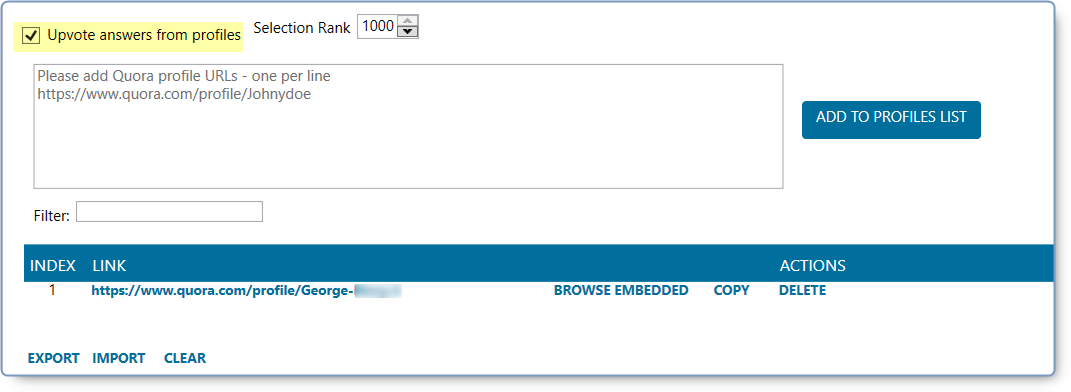 Upvote answers from profiles Selection Rank 1000
Please add Quora profile URLs - one per line
https://www.quora.com/profile/Johnydoe
ADD TO PROFILES LIST
Filter:
INDEX LINK ACTIONS
1 https://www.quora.com/profile/George- BROWSE EMBEDDED COPY DELETE
EXPORT IMPORT CLEAR